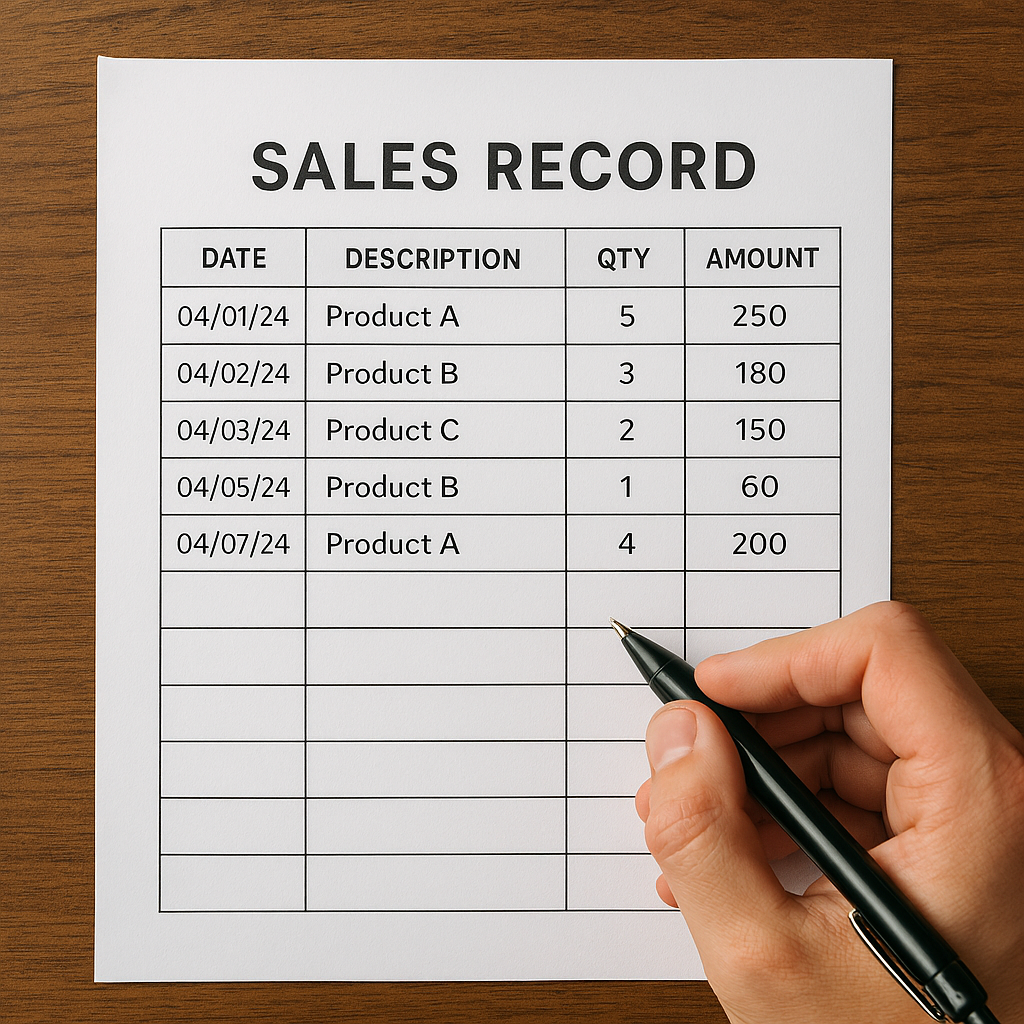 SALES RECORD
DATE DESCRIPTION QTY AMOUNT
04/01/24 Product A 5 250
04/02/24 Product B 3 180
04/03/24 Product C 2 150
04/05/24 Product B 1 60
04/07/24 Product A 4 200